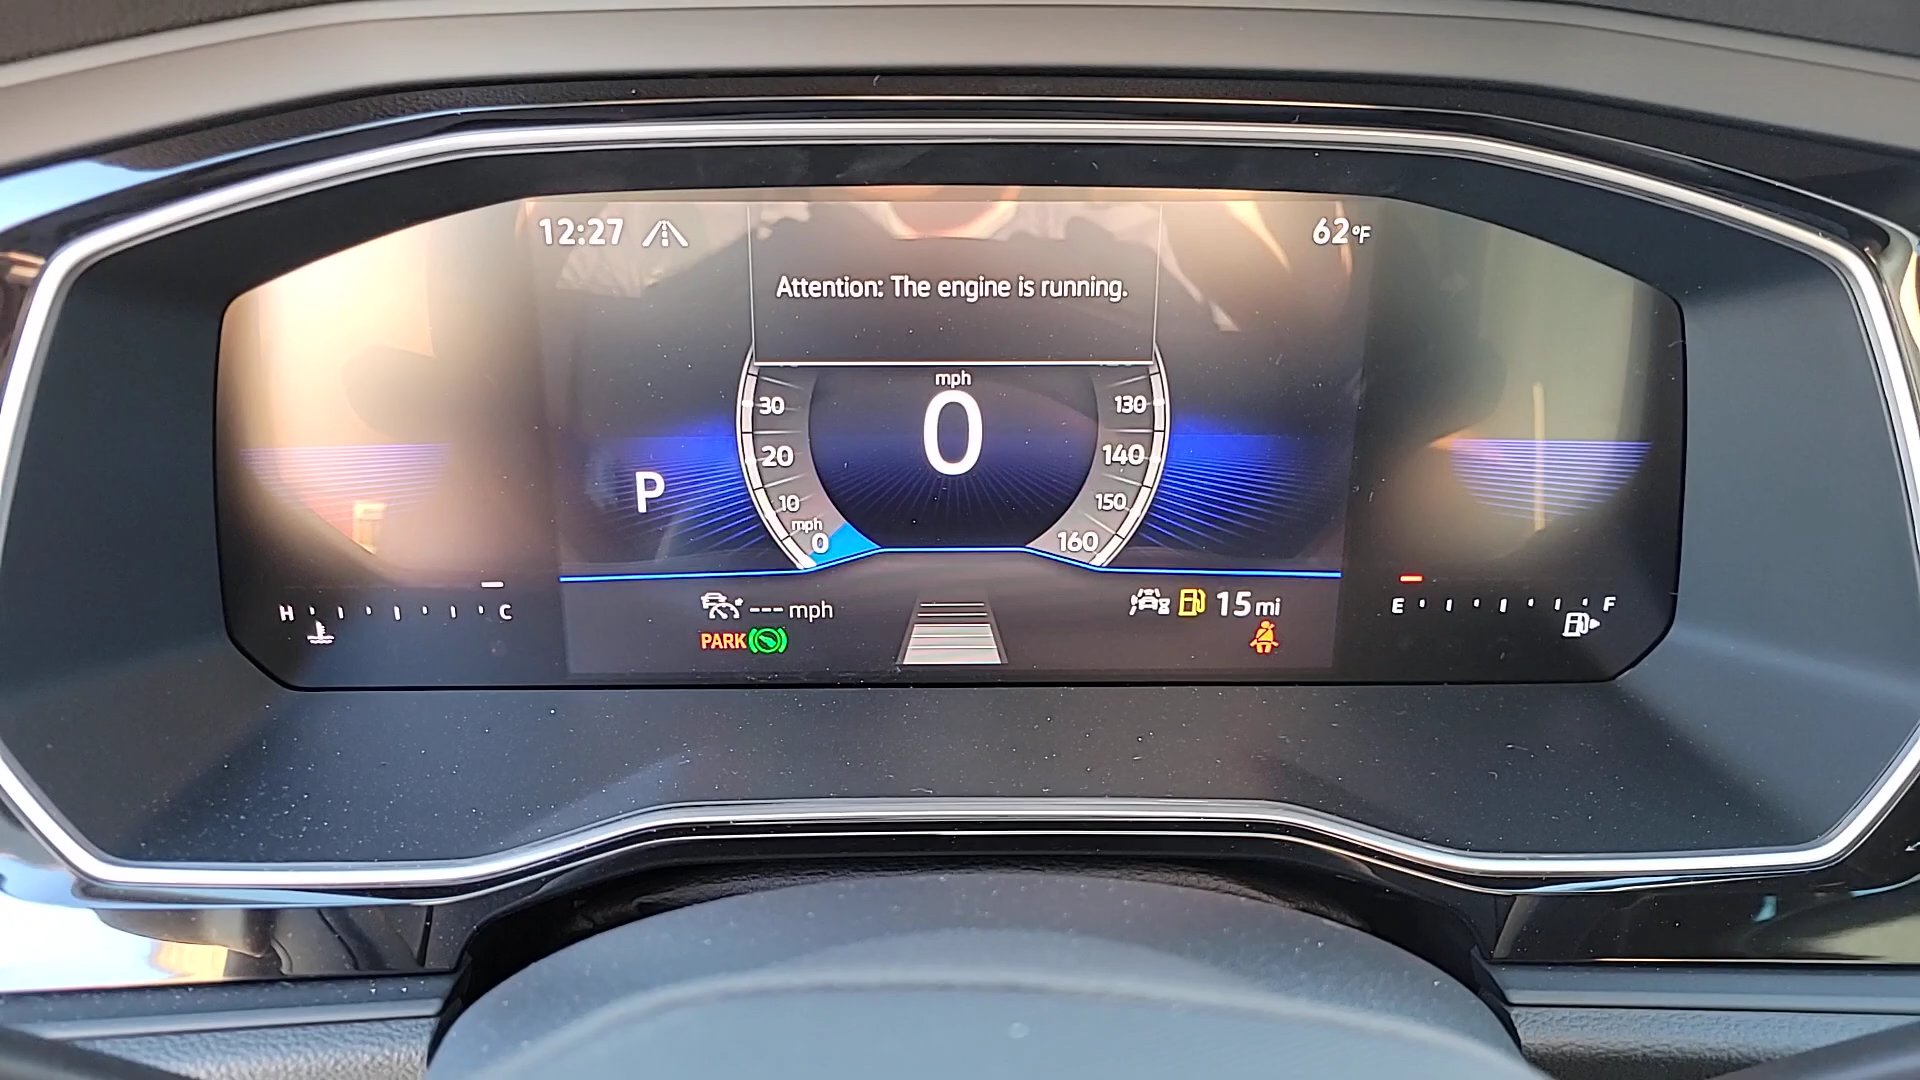 12:27
62°F
Attention: The engine is running.
mph
0
30
20
10
mph
0
130
140
150
160
P
H
C
--- mph
15 mi
E
F
PARK